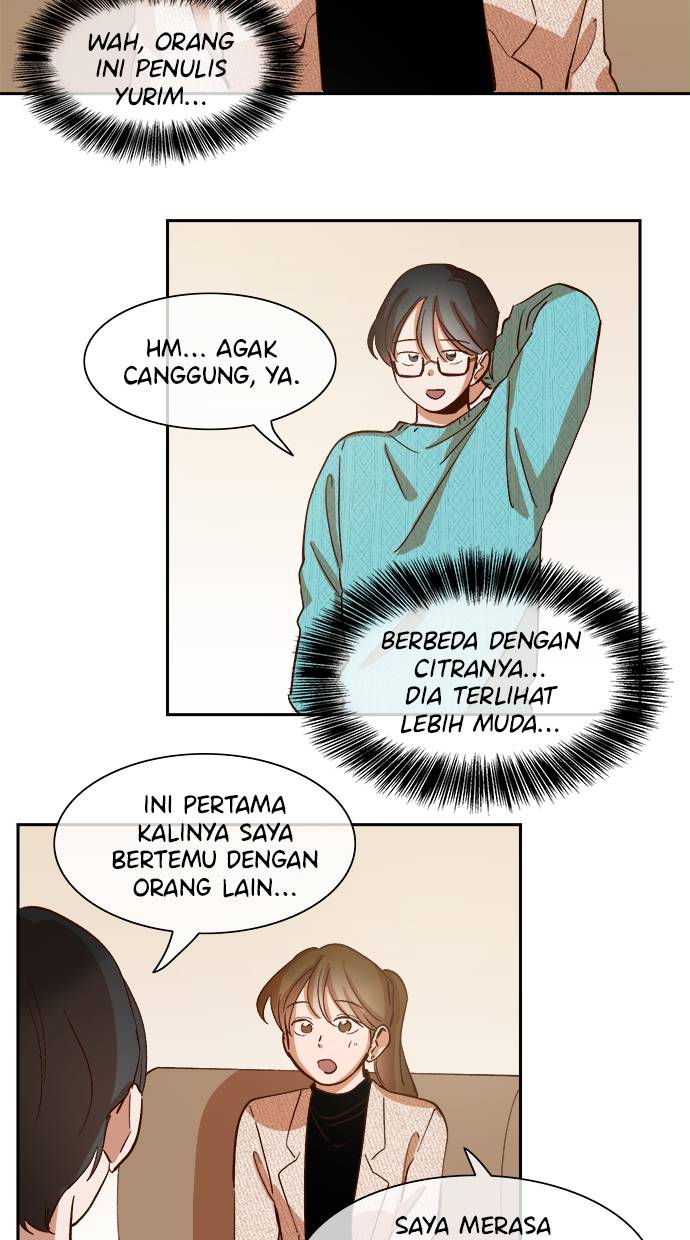 WAH, ORANG
INI PENULIS
YURIM...
HM... AGAK
CANGGUNG, YA.
BERBEDA DENGAN
CITRANYA...
DIA TERLIHAT
LEBIH MUDA...
INI PERTAMA
KALINYA SAYA
BERTEMU DENGAN
ORANG LAIN...
SAYA MERASA